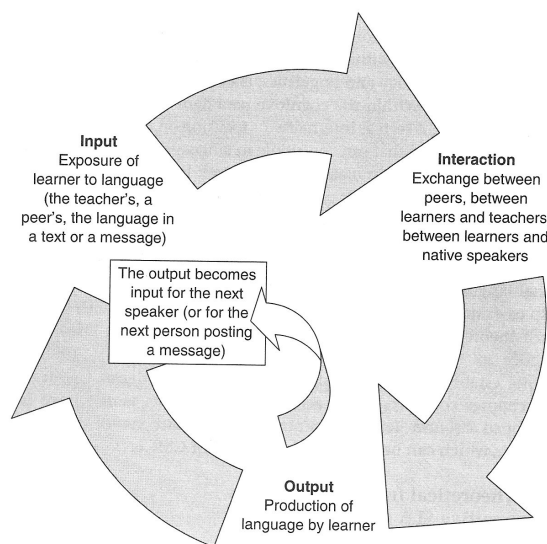 Input
Exposure of
learner to language
(the teacher's, a
peer's, the language in
a text or a message)
Interaction
Exchange between
peers, between
learners and teachers
between learners and
native speakers
The output becomes
input for the next
speaker (or for the
next person posting
a message)
Output
Production of
language by learner